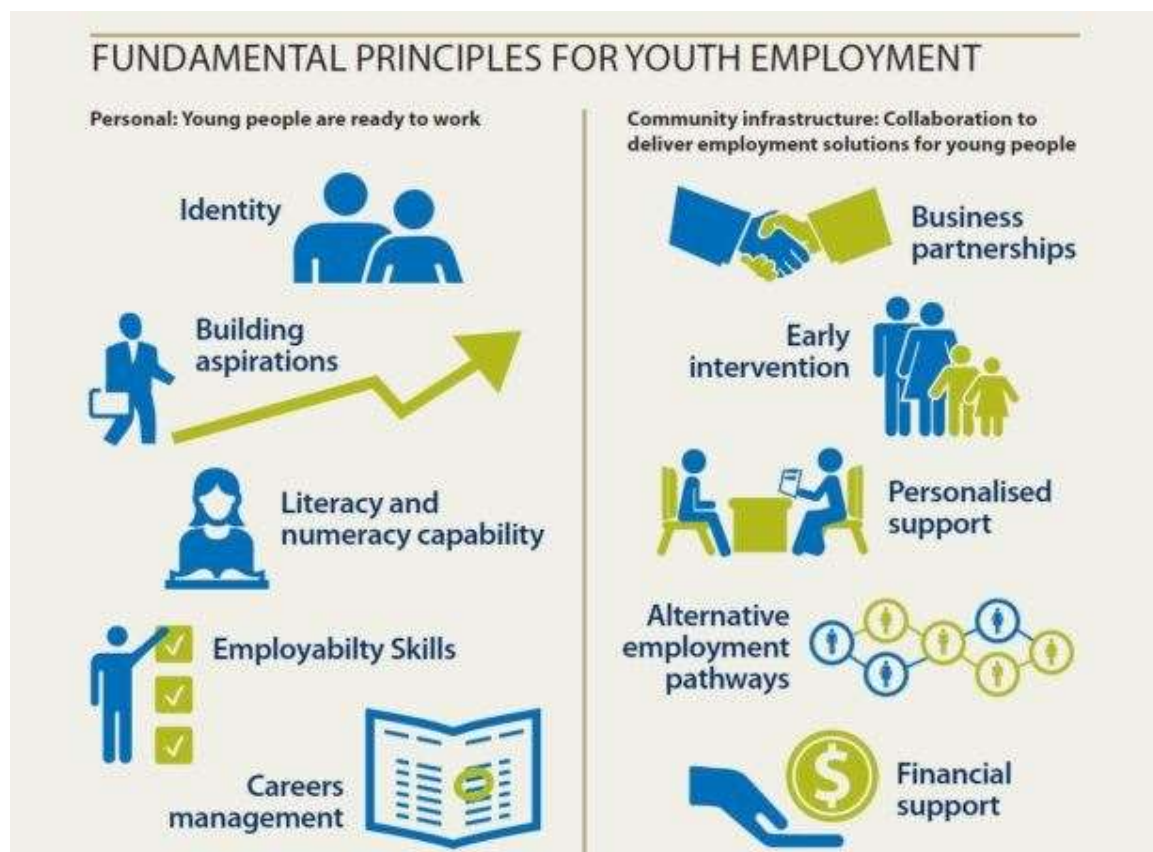 FUNDAMENTAL PRINCIPLES FOR YOUTH EMPLOYMENT
Personal: Young people are ready to work
Identity
Building
aspirations
Literacy and
numeracy capability
Employabilty Skills
Careers
management
Community infrastructure: Collaboration to
deliver employment solutions for young people
Business
partnerships
Early
intervention
Personalised
support
Alternative
employment
pathways
$
Financial
support